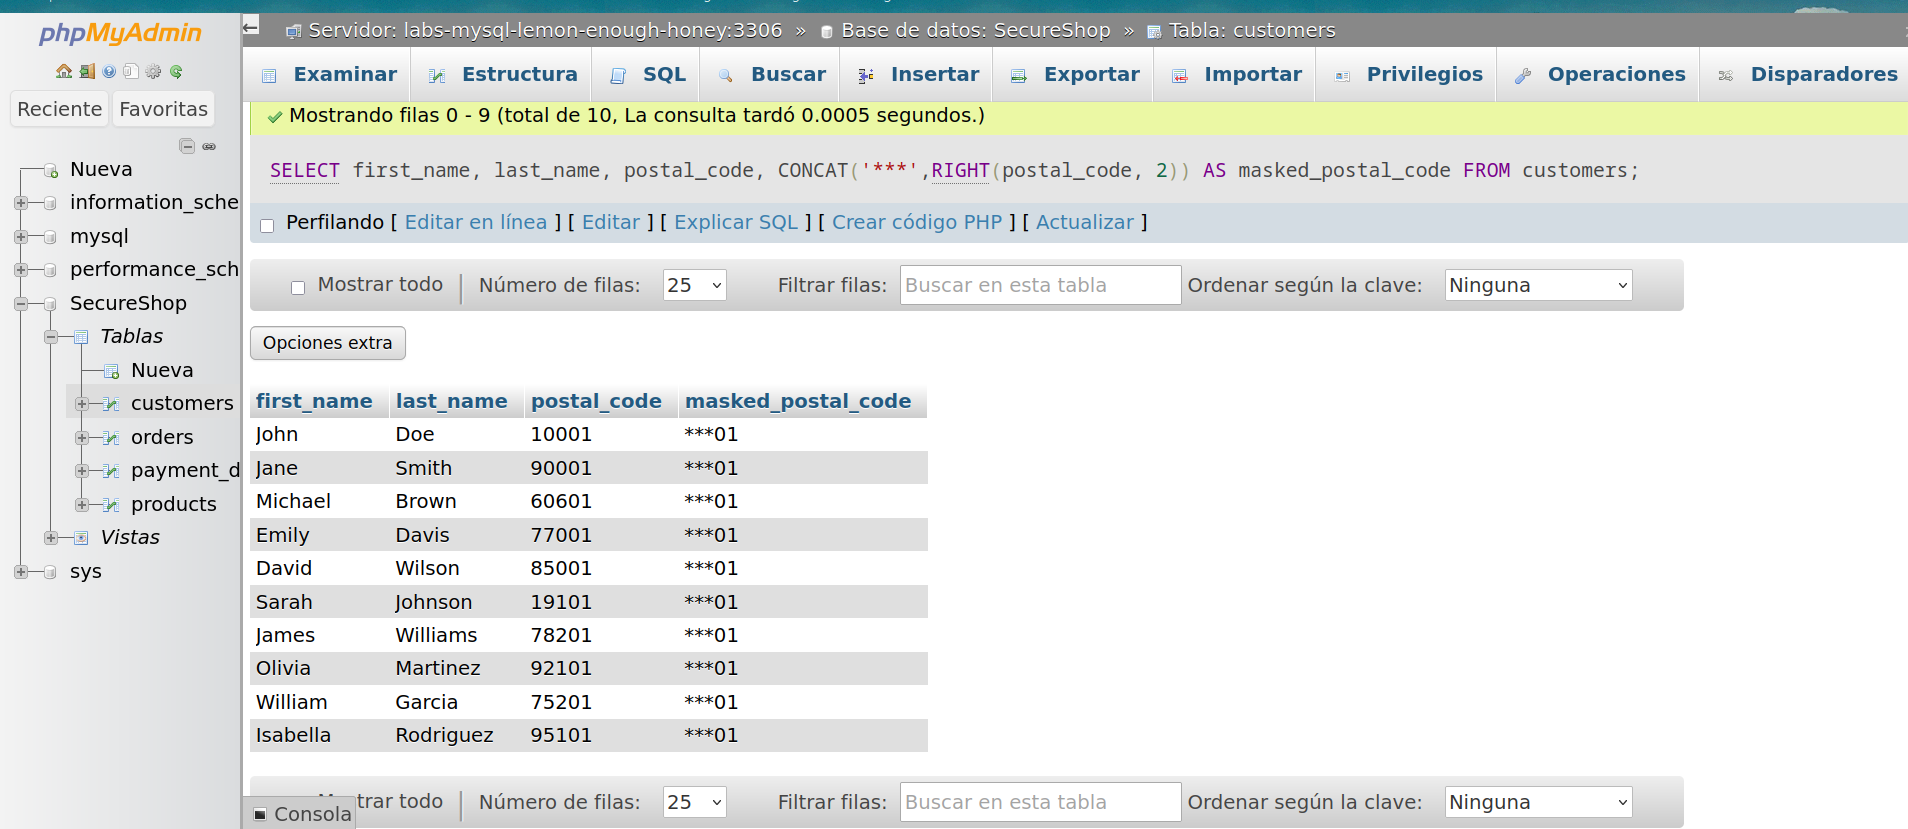 phpMyAdmin
Reciente Favoritas
Nueva
information_sche
mysql
performance_sch
SecureShop
Tablas
Nueva
customers
orders
payment_d
products
Vistas
sys
Servidor: labs-mysql-lemon-enough-honey:3306 » Base de datos: SecureShop » Tabla: customers
Examinar Estructura SQL Buscar Insertar Exportar Importar Privilegios Operaciones Disparadores
Mostrando filas 0 - 9 (total de 10, La consulta tardó 0.0005 segundos.)
SELECT first_name, last_name, postal_code, CONCAT('***',RIGHT(postal_code, 2)) AS masked_postal_code FROM customers;
Perfilando [ Editar en línea ] [ Editar ] [ Explicar SQL ] [ Crear código PHP ] [ Actualizar ]
Mostrar todo | Número de filas: 25 Filtrar filas: Buscar en esta tabla Ordenar según la clave: Ninguna
Opciones extra
first_name last_name postal_code masked_postal_code
John Doe 10001 ***01
Jane Smith 90001 ***01
Michael Brown 60601 ***01
Emily Davis 77001 ***01
David Wilson 85001 ***01
Sarah Johnson 19101 ***01
James Williams 78201 ***01
Olivia Martinez 92101 ***01
William Garcia 75201 ***01
Isabella Rodriguez 95101 ***01
trar todo | Número de filas: 25 Filtrar filas: Buscar en esta tabla Ordenar según la clave: Ninguna
Consola